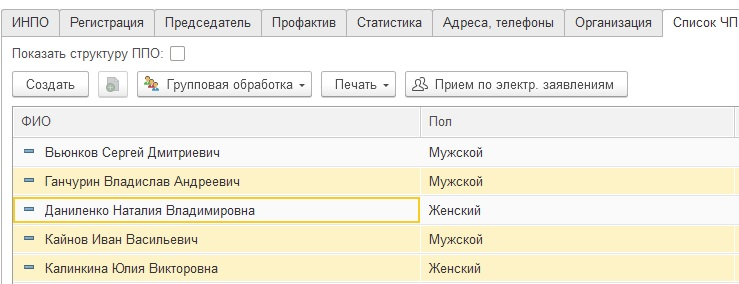 ИНПО Регистрация Председатель Профактив Статистика Адреса, телефоны Организация Список ЧП
Показать структуру ППО:
Создать Групповая обработка Печать Прием по электр. заявлениям
ФИО Пол
Вьюнков Сергей Дмитриевич Мужской
Ганчурин Владислав Андреевич Мужской
Даниленко Наталия Владимировна Женский
Кайнов Иван Васильевич Мужской
Калинкина Юлия Викторовна Женский